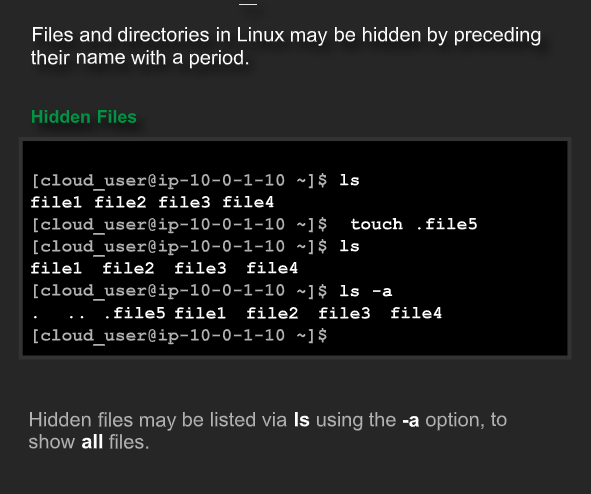 Files and directories in Linux may be hidden by preceding
their name with a period.
Hidden Files
[cloud_user@ip-10-0-1-10 ~]$ ls
file1 file2 file3 file4
[cloud_user@ip-10-0-1-10 ~]$  touch .file5
[cloud_user@ip-10-0-1-10 ~]$ ls
file1  file2  file3  file4
[cloud_user@ip-10-0-1-10 ~]$ ls -a
.  .. .file5 file1  file2  file3  file4
[cloud_user@ip-10-0-1-10 ~]$
Hidden files may be listed via ls using the -a option, to
show all files.